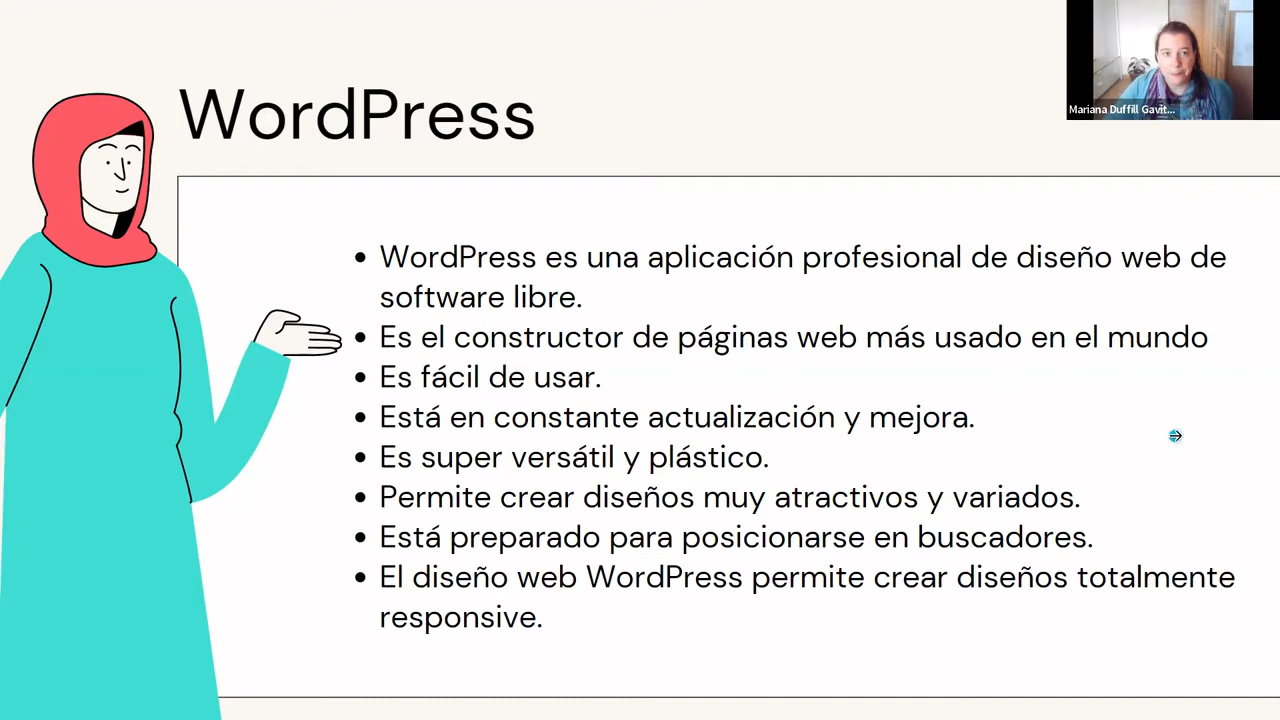 WordPress
Mariana Duffill Gavit...
• WordPress es una aplicación profesional de diseño web de
software libre.
• Es el constructor de páginas web más usado en el mundo
• Es fácil de usar.
• Está en constante actualización y mejora.
• Es super versátil y plástico.
• Permite crear diseños muy atractivos y variados.
• Está preparado para posicionarse en buscadores.
• El diseño web WordPress permite crear diseños totalmente
responsive.